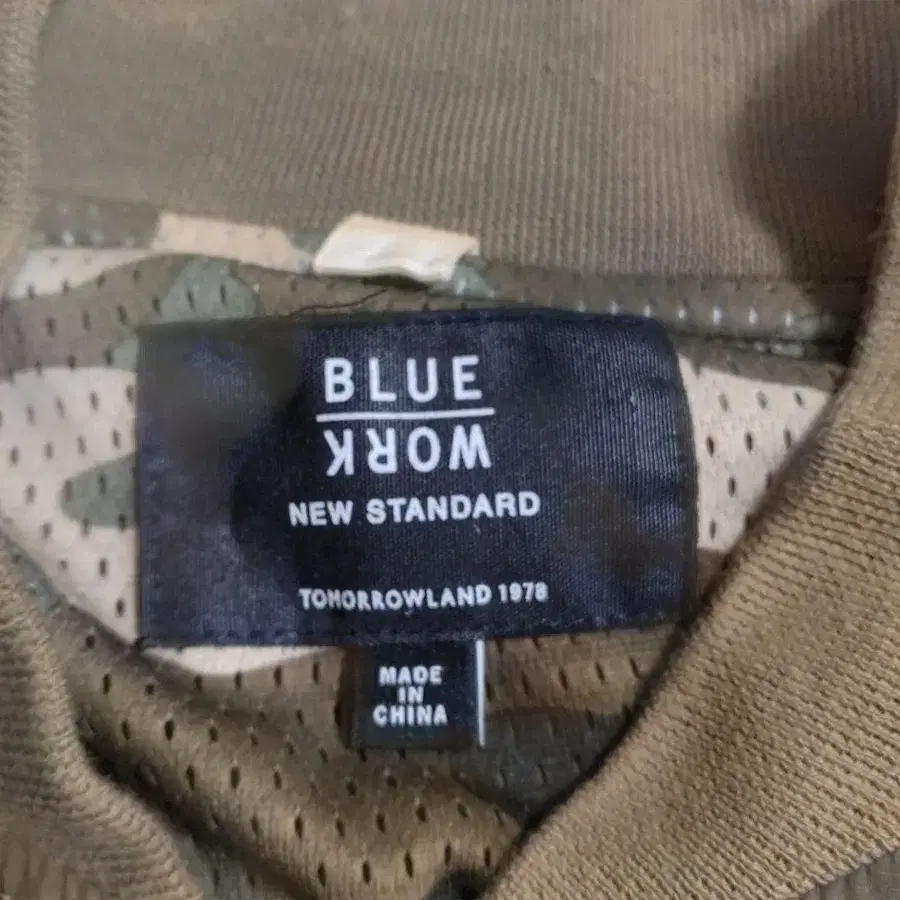 BLUE
WORK
NEW STANDARD
TOMORROWLAND 1978
MADE
IN
CHINA